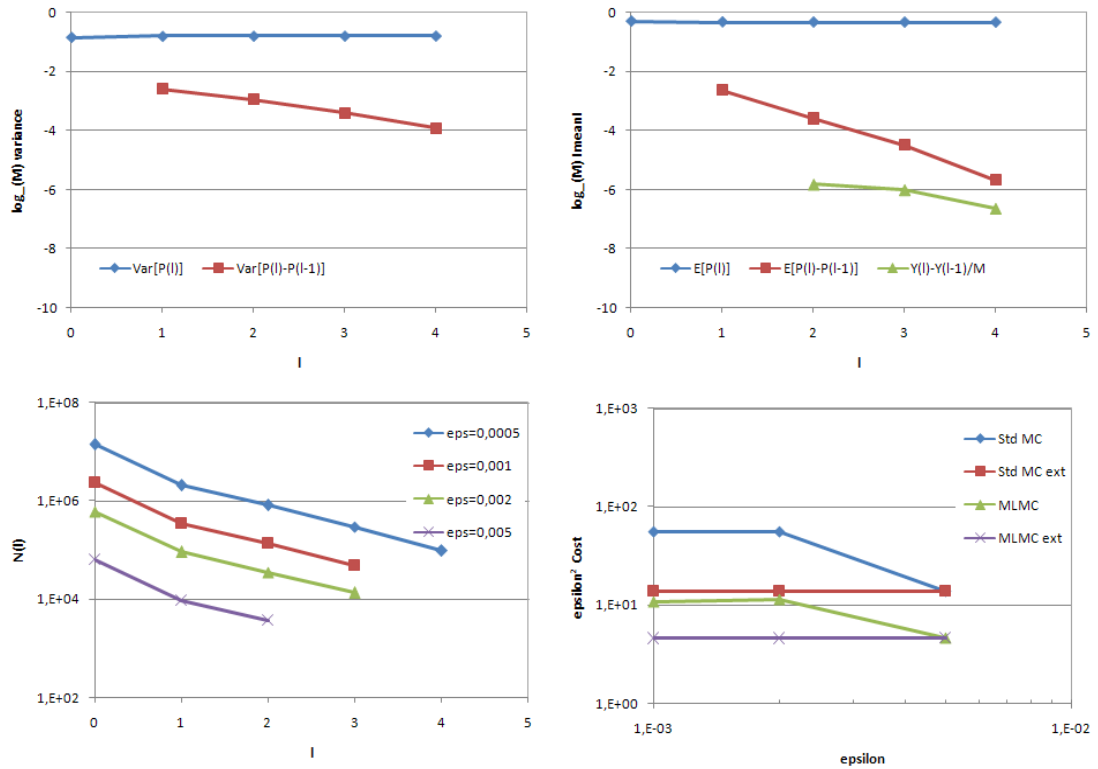 0
-2
-4
-6
-8
-10
log_(M) variance
Var[P(l)]
Var[P(l)-P(l-1)]
0 1 2 3 4 5
l
0
-2
-4
-6
-8
-10
log_(M) lmeanl
E[P(l)]
E[P(l)-P(l-1)]
Y(l)-Y(l-1)/M
0 1 2 3 4 5
l
1,E+08
1,E+06
1,E+04
1,E+02
N(l)
eps=0,0005
eps=0,001
eps=0,002
eps=0,005
0 1 2 3 4 5
l
1,E+03
1,E+02
1,E+01
1,E+00
epsilon² Cost
Std MC
Std MC ext
MLMC
MLMC ext
1,E-03 1,E-02
epsilon